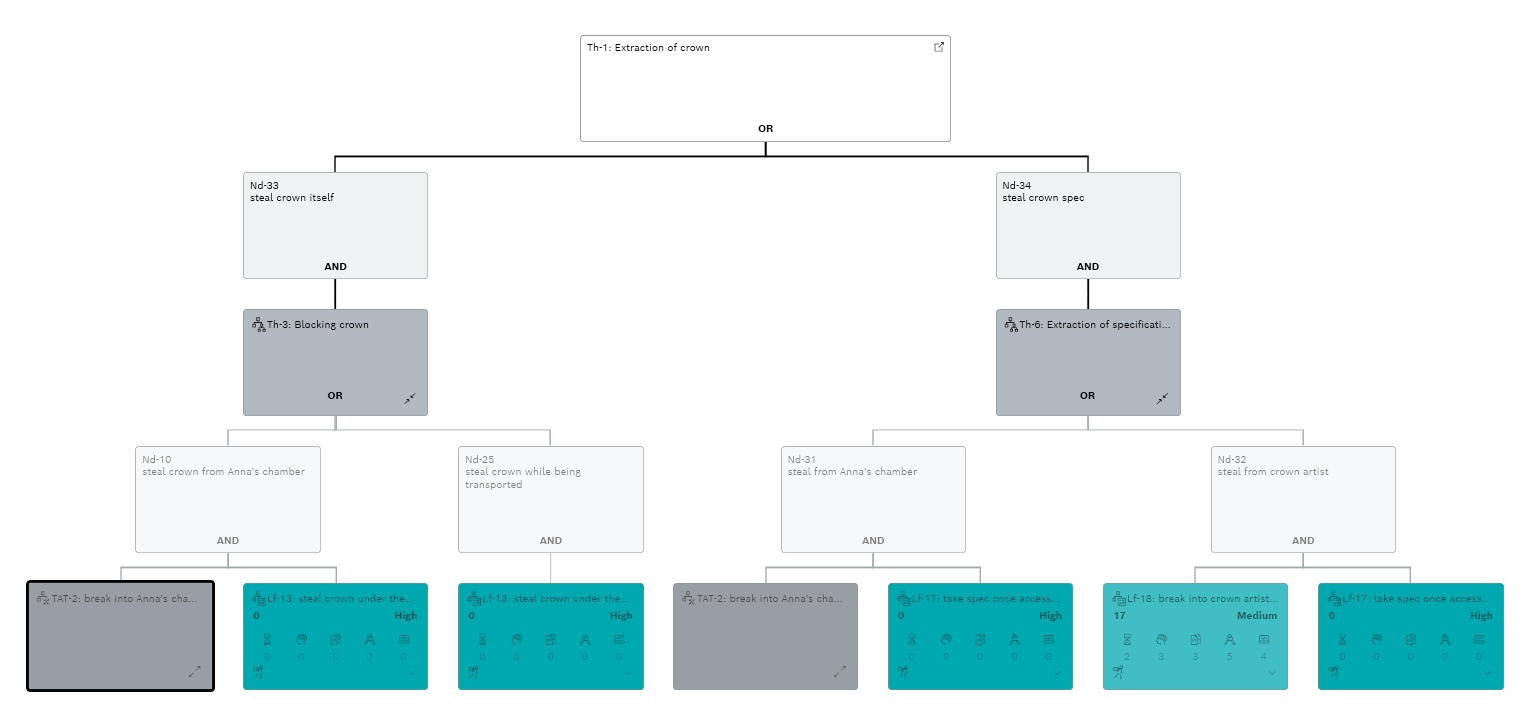 Th-1: Extraction of crown
OR
Nd-33
steal crown itself
AND
Nd-34
steal crown spec
AND
Th-3: Blocking crown
OR
Th-6: Extraction of specificati...
OR
Nd-10
steal crown from Anna's chamber
AND
Nd-25
steal crown while being
transported
AND
Nd-31
steal from Anna's chamber
AND
Nd-32
steal from crown artist
AND
TAT-2: break into Anna's cha...
Lf-13: steal crown under the...
0 High
0 0 0 0 0
Lf-13: steal crown under the...
0 High
0 0 0 0 0
TAT-2: break into Anna's cha...
Lf-17: take spec once access...
0 High
0 0 0 0 0
Lf-18: break into crown artist...
17 Medium
2 3 3 5 4
Lf-17: take spec once access...
0 High
0 0 0 0 0